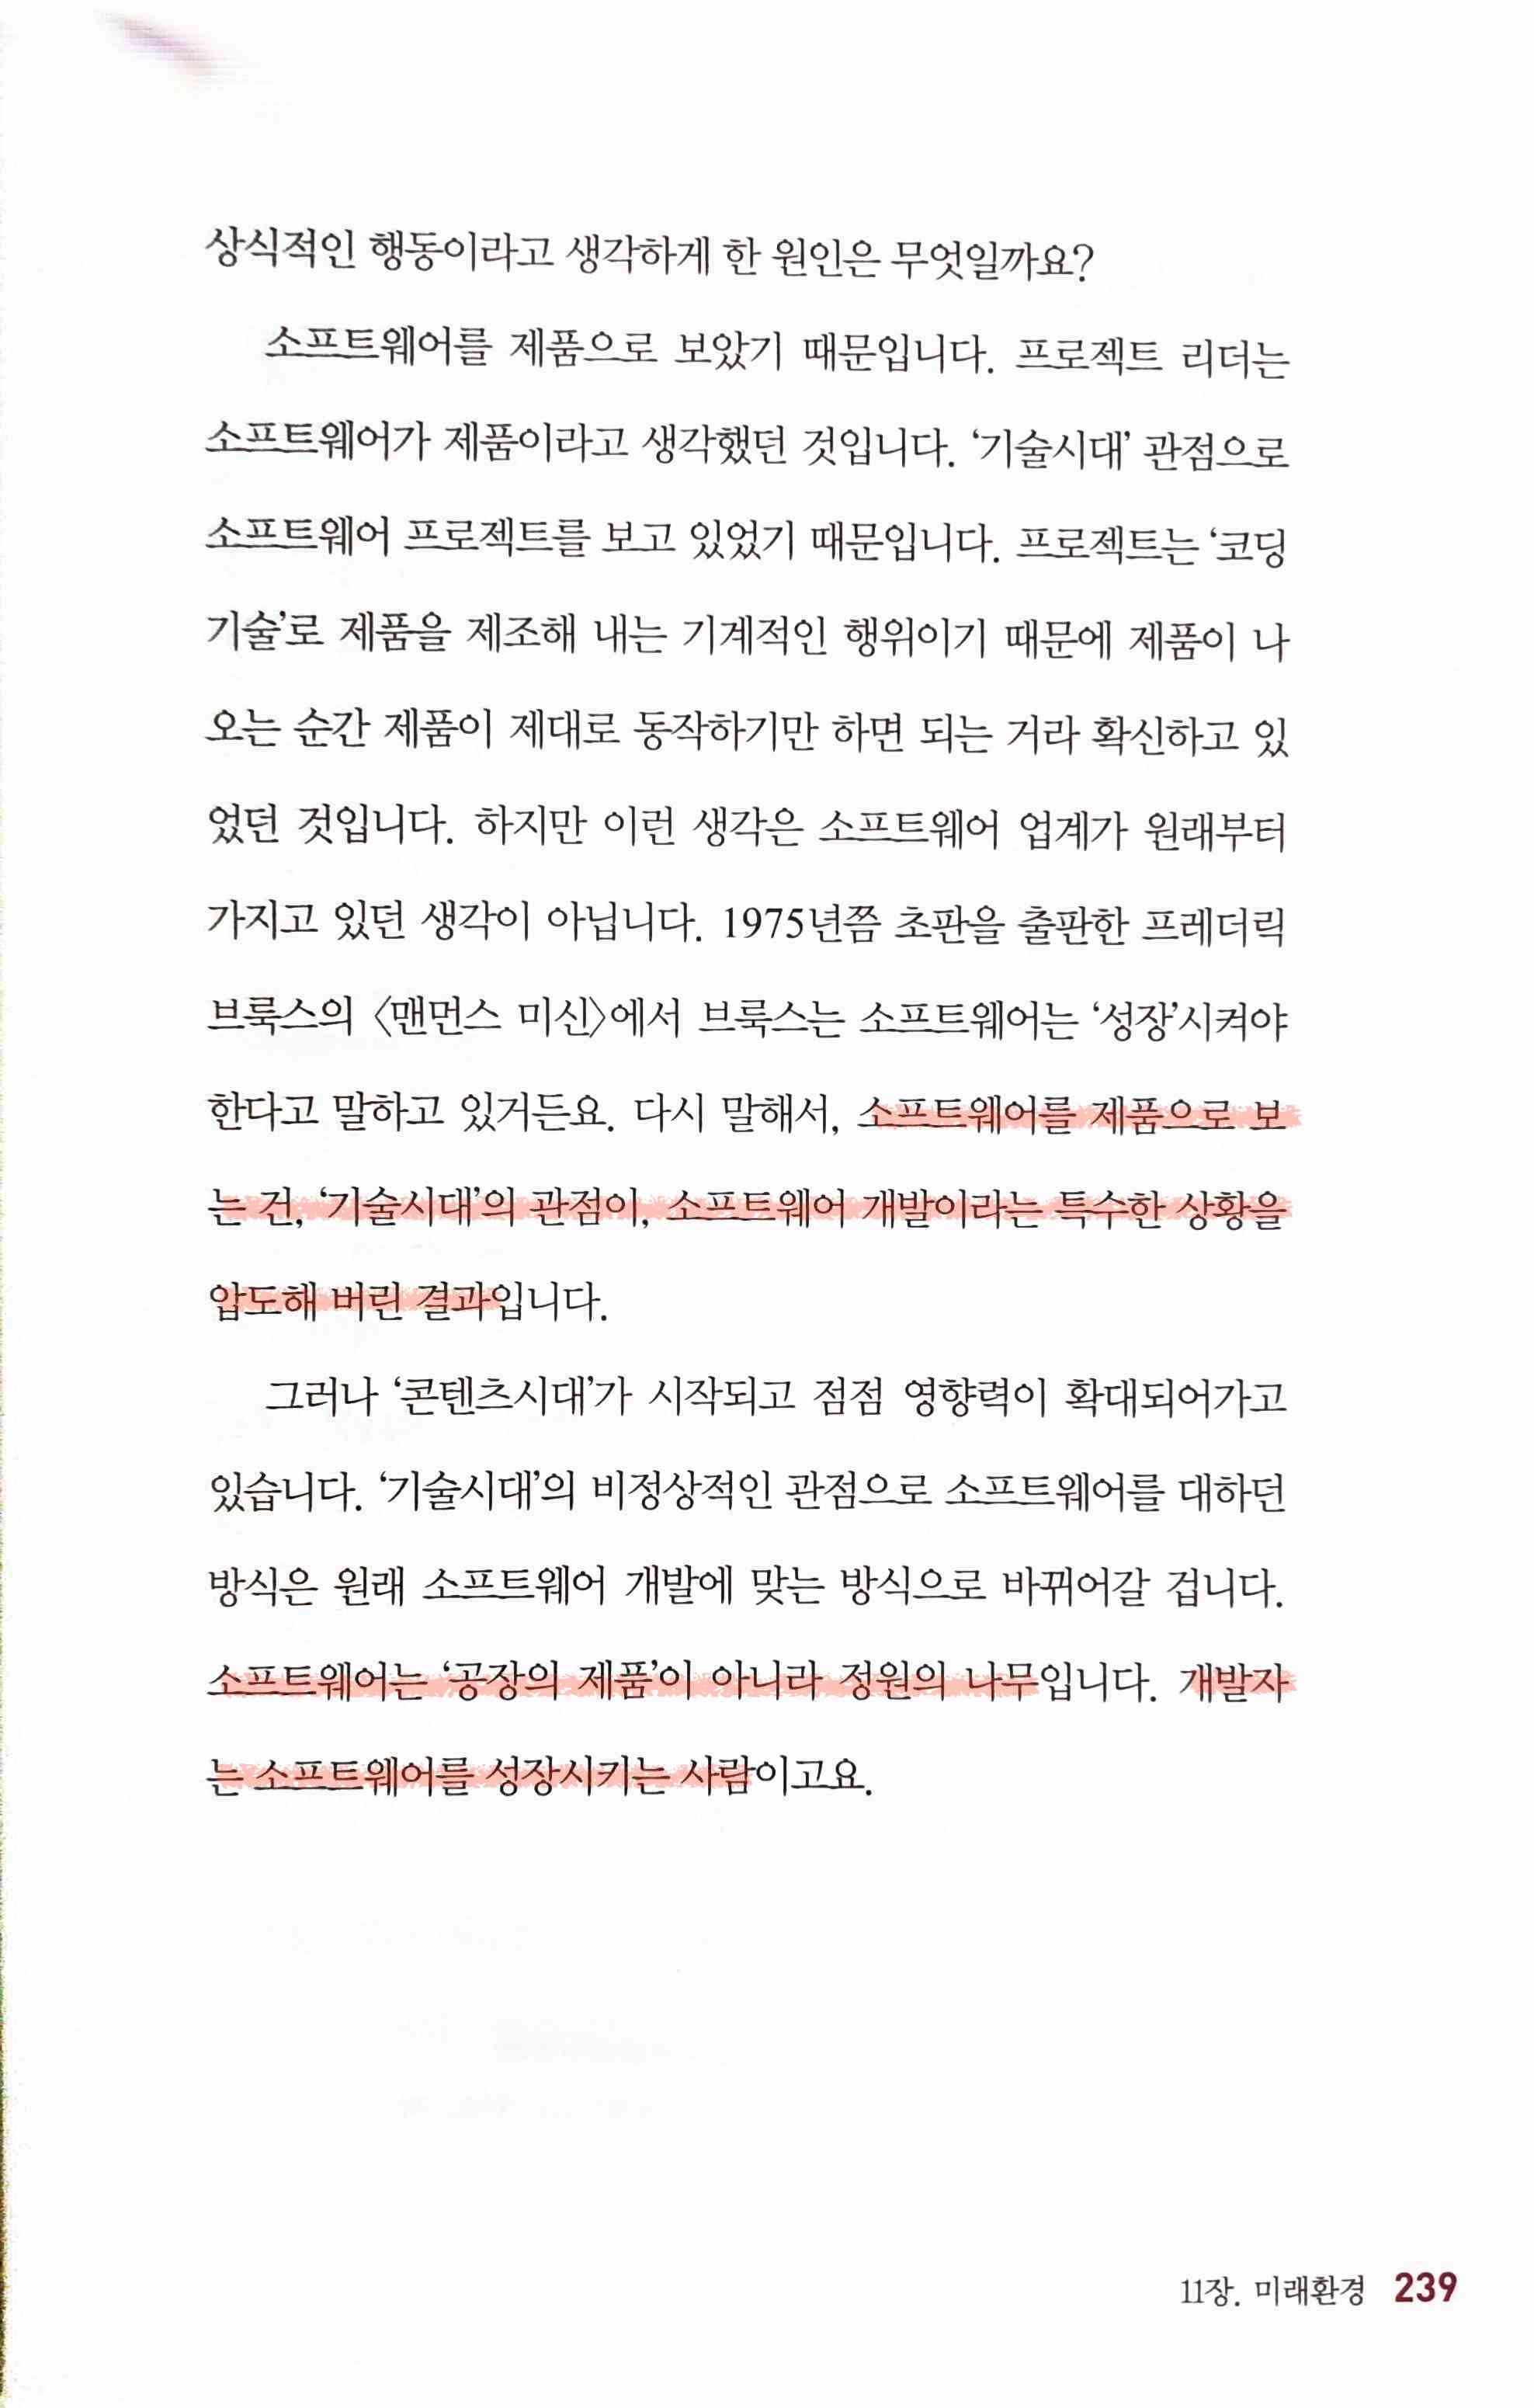 상식적인 행동이라고 생각하게 한 원인은 무엇일까요?
소프트웨어를 제품으로 보았기 때문입니다. 프로젝트 리더는
소프트웨어가 제품이라고 생각했던 것입니다. ‘기술시대’ 관점으로
소프트웨어 프로젝트를 보고 있었기 때문입니다. 프로젝트는 ‘코딩
기술’로 제품을 제조해 내는 기계적인 행위이기 때문에 제품이 나
오는 순간 제품이 제대로 동작하기만 하면 되는 거라 확신하고 있
었던 것입니다. 하지만 이런 생각은 소프트웨어 업계가 원래부터
가지고 있던 생각이 아닙니다. 1975년쯤 초판을 출판한 프레더릭
브룩스의 〈맨먼스 미신〉에서 브룩스는 소프트웨어는 ‘성장’시켜야
한다고 말하고 있거든요. 다시 말해서, 소프트웨어를 제품으로 보
는 건, ‘기술시대’의 관점이, 소프트웨어 개발이라는 특수한 상황을
압도해 버린 결과입니다.
그러나 ‘콘텐츠시대’가 시작되고 점점 영향력이 확대되어가고
있습니다. ‘기술시대’의 비정상적인 관점으로 소프트웨어를 대하던
방식은 원래 소프트웨어 개발에 맞는 방식으로 바뀌어갈 겁니다.
소프트웨어는 ‘공장의 제품’이 아니라 정원의 나무입니다. 개발자
는 소프트웨어를 성장시키는 사람이고요.
11장. 미래환경 239